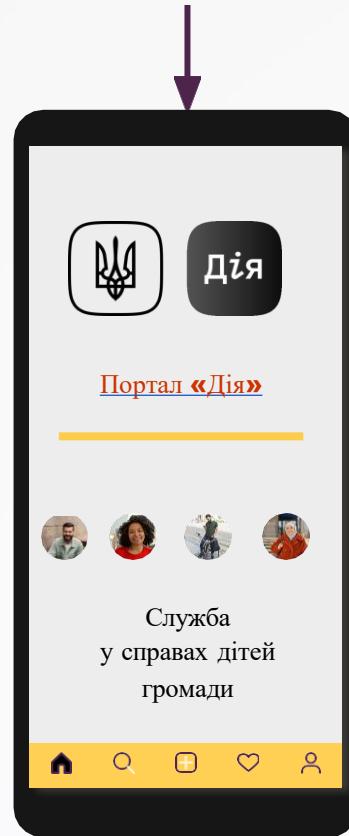 Дія
Портал «Дія»
Служба
у справах дітей
громади